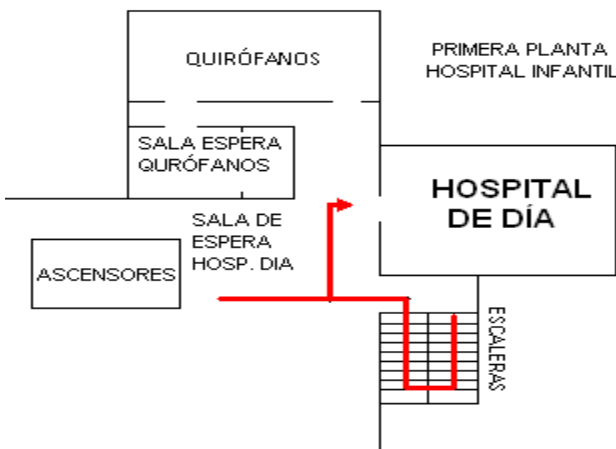 QUIRÓFANOS
PRIMERA PLANTA
HOSPITAL INFANTIL
SALA ESPERA
QURÓFANOS
HOSPITAL
DE DÍA
SALA DE
ESPERA
HOSP. DIA
ASCENSORES
ESCALERAS